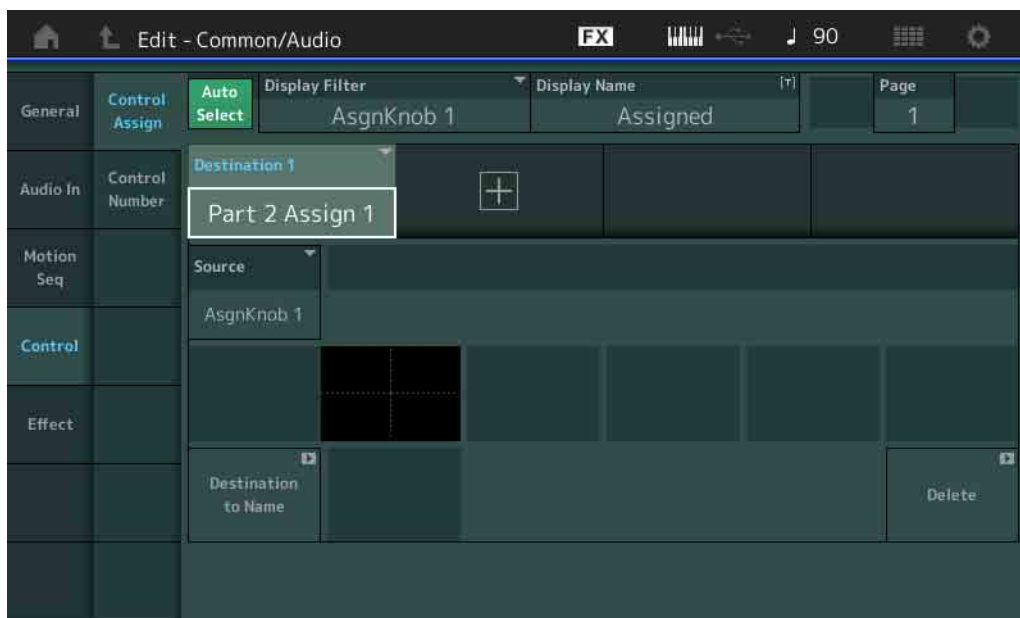 Edit - Common/Audio
FX
♩ 90
General
Audio In
Motion
Seq
Control
Effect
Control
Assign
Control
Number
Auto
Select
Display Filter
AsgnKnob 1
Display Name
[T]
Assigned
Page
1
Destination 1
Part 2 Assign 1
Source
AsgnKnob 1
Destination
to Name
Delete